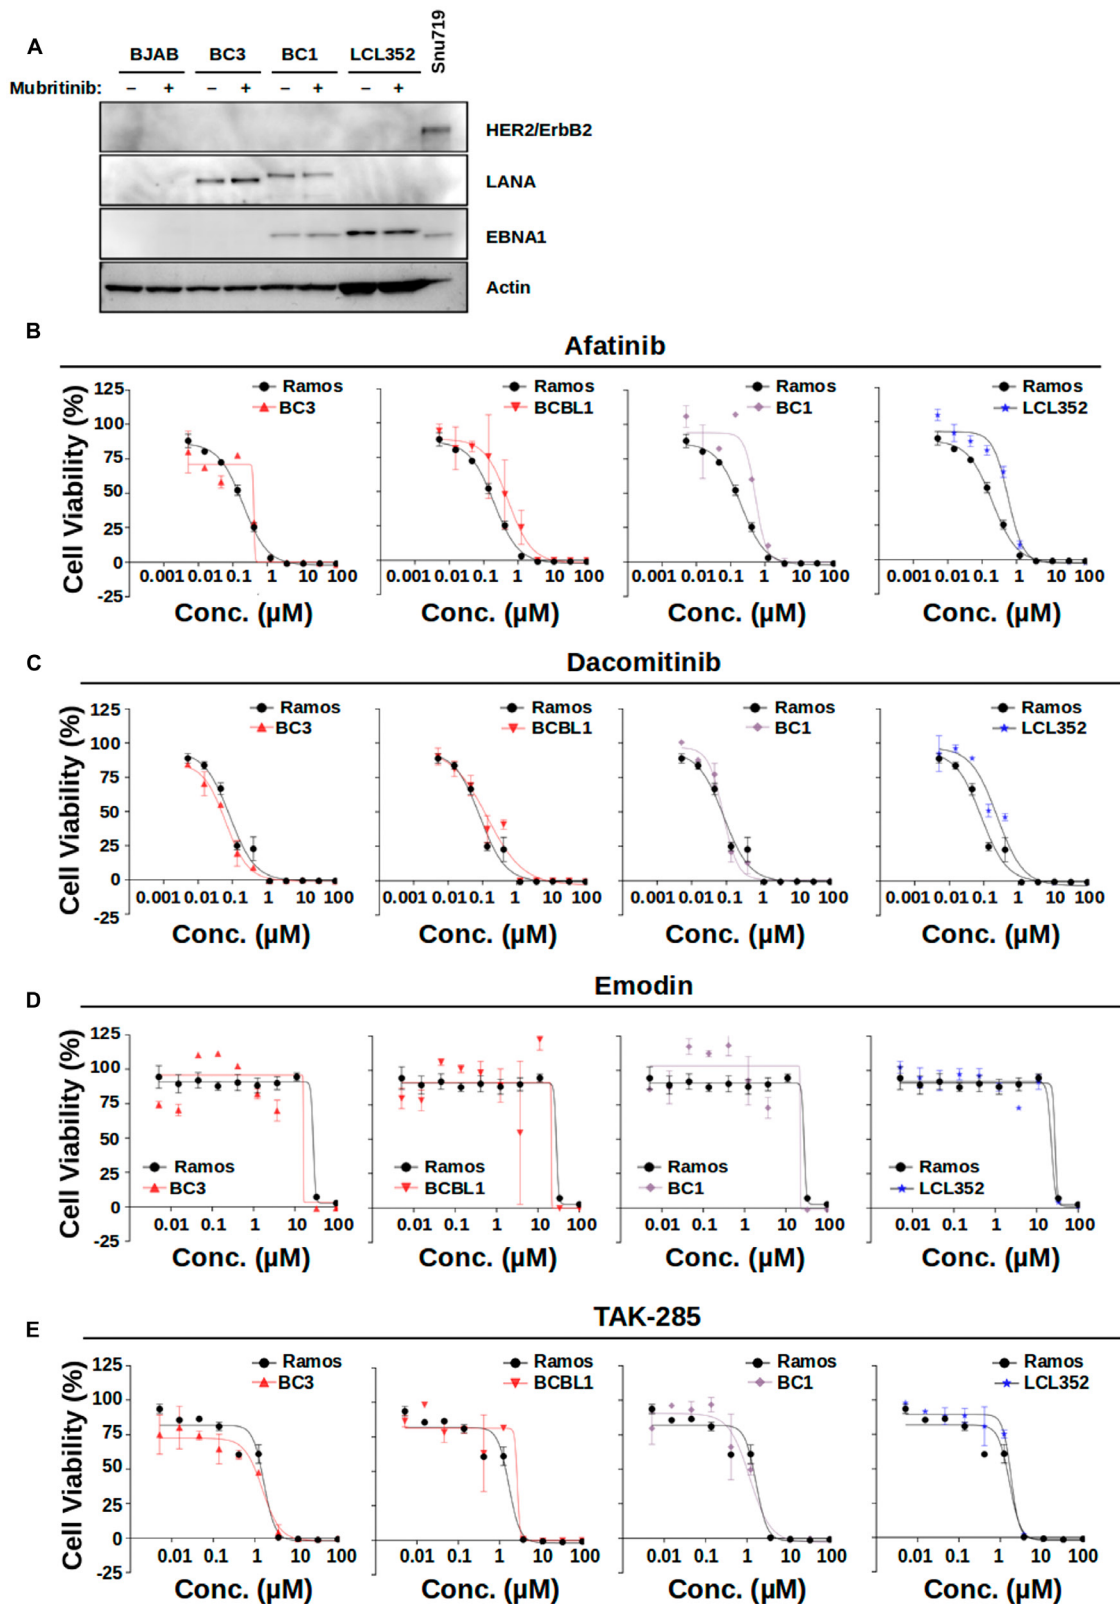 A
BJAB BC3 BC1 LCL352 Snu719
Mubritinib: – + – + – + – +
HER2/ErbB2
LANA
EBNA1
Actin
B
Afatinib
Cell Viability (%)
125
100
75
50
25
0
-25
Ramos
BC3
0.001 0.01 0.1 1 10 100
Conc. (µM)
Ramos
BCBL1
0.001 0.01 0.1 1 10 100
Conc. (µM)
Ramos
BC1
0.001 0.01 0.1 1 10 100
Conc. (µM)
Ramos
LCL352
0.001 0.01 0.1 1 10 100
Conc. (µM)
C
Dacomitinib
Cell Viability (%)
125
100
75
50
25
0
-25
Ramos
BC3
0.001 0.01 0.1 1 10 100
Conc. (µM)
Ramos
BCBL1
0.001 0.01 0.1 1 10 100
Conc. (µM)
Ramos
BC1
0.001 0.01 0.1 1 10 100
Conc. (µM)
Ramos
LCL352
0.001 0.01 0.1 1 10 100
Conc. (µM)
D
Emodin
Cell Viability (%)
125
100
75
50
25
0
-25
Ramos
BC3
0.01 0.1 1 10 100
Conc. (µM)
Ramos
BCBL1
0.01 0.1 1 10 100
Conc. (µM)
Ramos
BC1
0.01 0.1 1 10 100
Conc. (µM)
Ramos
LCL352
0.01 0.1 1 10 100
Conc. (µM)
E
TAK-285
Cell Viability (%)
125
100
75
50
25
0
-25
Ramos
BC3
0.01 0.1 1 10 100
Conc. (µM)
Ramos
BCBL1
0.01 0.1 1 10 100
Conc. (µM)
Ramos
BC1
0.01 0.1 1 10 100
Conc. (µM)
Ramos
LCL352
0.01 0.1 1 10 100
Conc. (µM)